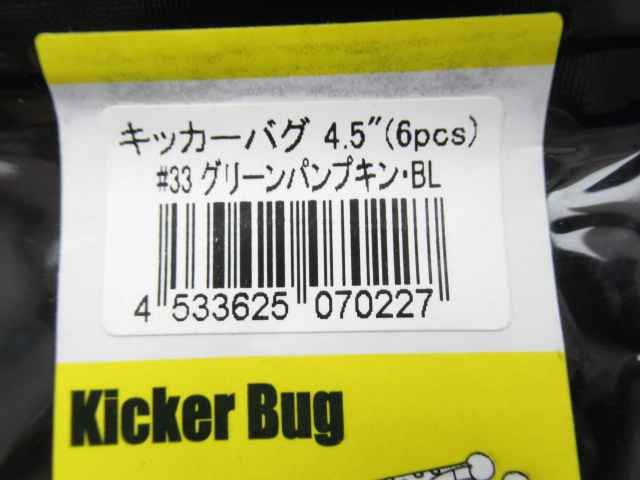 キッカーバグ 4.5″(6pcs)
#33 グリーンパンプキン・BL
4 533625 070227
Kicker Bug